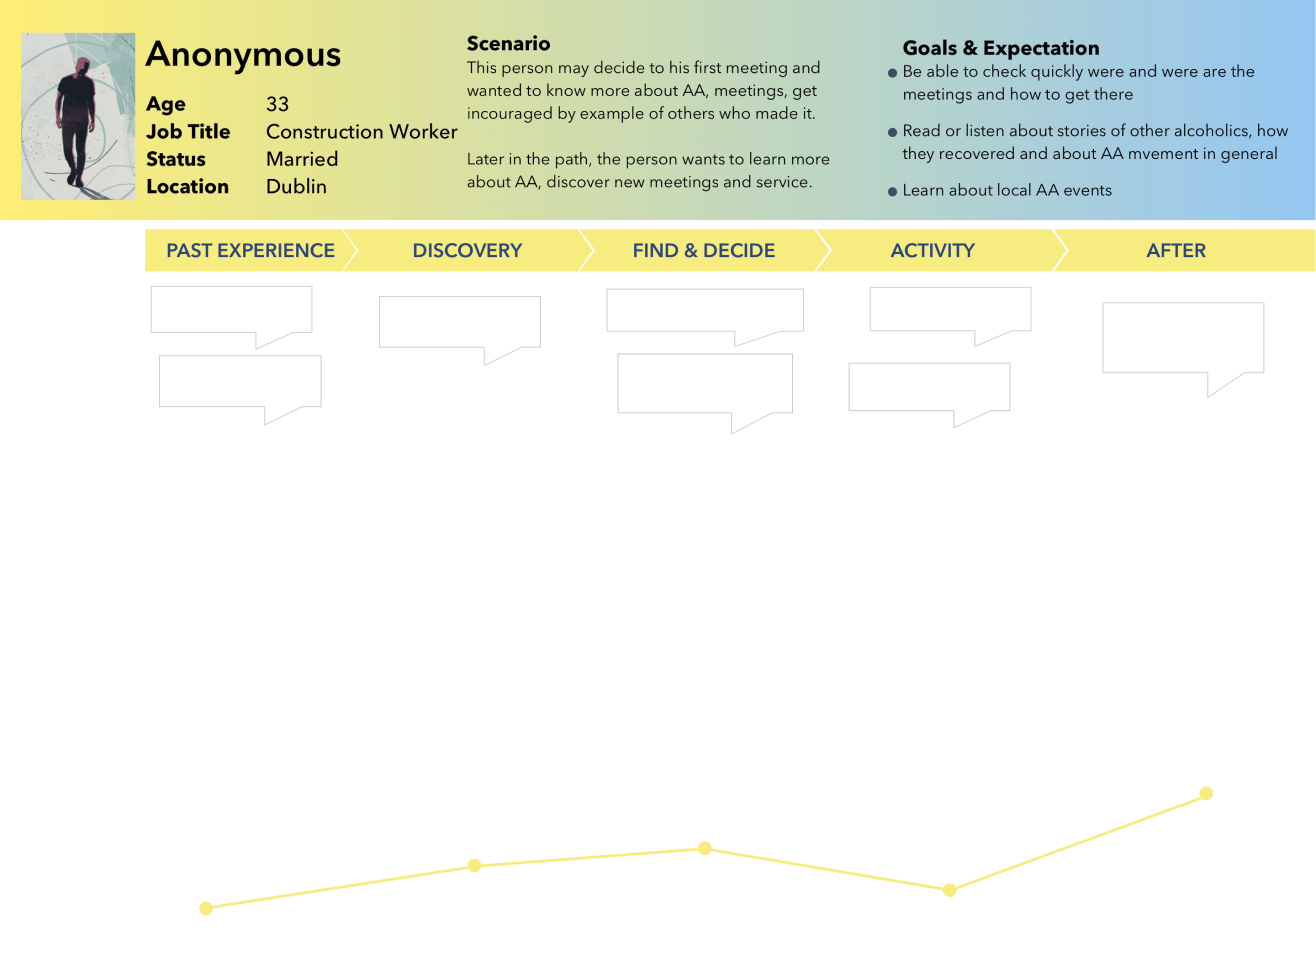 Anonymous
Age 33
Job Title Construction Worker
Status Married
Location Dublin
Scenario
This person may decide to his first meeting and
wanted to know more about AA, meetings, get
incouraged by example of others who made it.
Later in the path, the person wants to learn more
about AA, discover new meetings and service.
Goals & Expectation
● Be able to check quickly were and were are the
meetings and how to get there
● Read or listen about stories of other alcoholics, how
they recovered and about AA mvement in general
● Learn about local AA events
PAST EXPERIENCE
DISCOVERY
FIND & DECIDE
ACTIVITY
AFTER